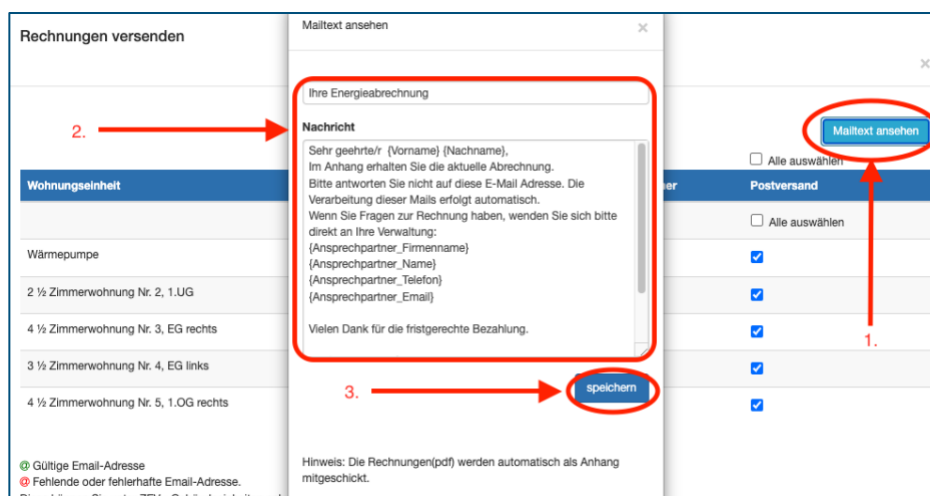 Rechnungen versenden
Mailtext ansehen
×
×
Ihre Energieabrechnung
2.
Mailtext ansehen
Nachricht
Sehr geehrte/r {Vorname} {Nachname},
Im Anhang erhalten Sie die aktuelle Abrechnung.
Bitte antworten Sie nicht auf diese E-Mail Adresse. Die
Verarbeitung dieser Mails erfolgt automatisch.
Wenn Sie Fragen zur Rechnung haben, wenden Sie sich bitte
direkt an Ihre Verwaltung:
{Ansprechpartner_Firmenname}
{Ansprechpartner_Name}
{Ansprechpartner_Telefon}
{Ansprechpartner_Email}
Vielen Dank für die fristgerechte Bezahlung.
Alle auswählen
Wohnungseinheit
Postversand
Alle auswählen
Wärmepumpe
2 ½ Zimmerwohnung Nr. 2, 1.UG
4 ½ Zimmerwohnung Nr. 3, EG rechts
1.
3 ½ Zimmerwohnung Nr. 4, EG links
3.
speichern
4 ½ Zimmerwohnung Nr. 5, 1.OG rechts
@ Gültige Email-Adresse
@ Fehlende oder fehlerhafte Email-Adresse.
Hinweis: Die Rechnungen(pdf) werden automatisch als Anhang
mitgeschickt.